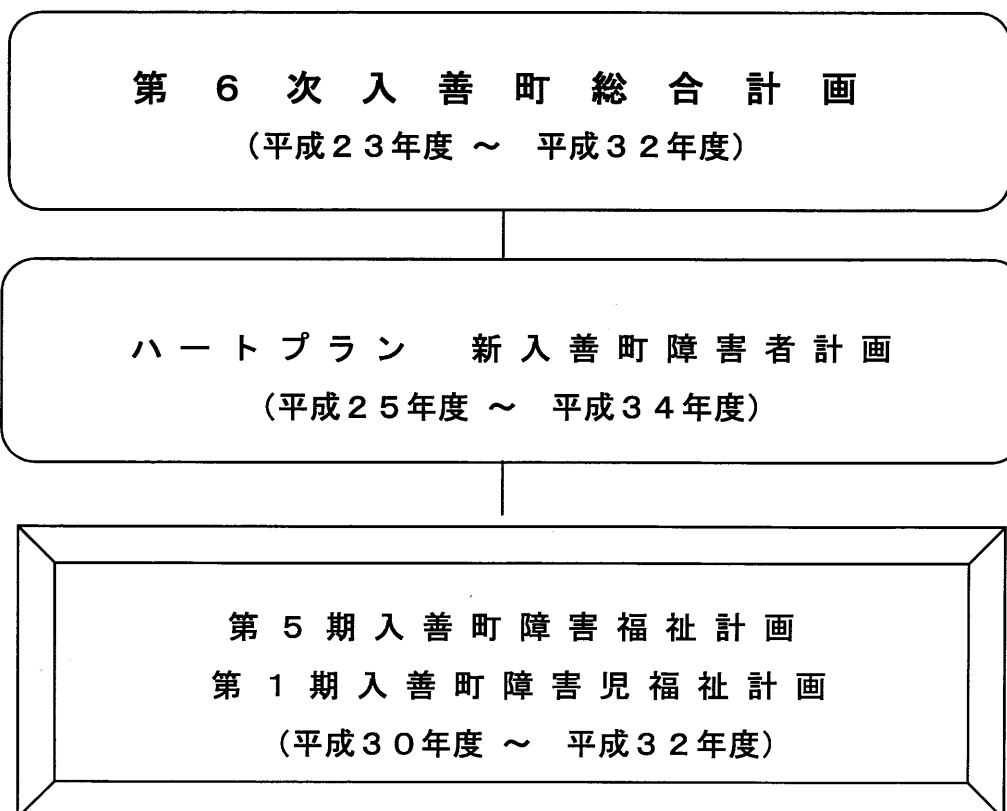 第６次入善町総合計画
（平成２３年度 ～ 平成３２年度）
ハートプラン 新入善町障害者計画
（平成２５年度 ～ 平成３４年度）
第５期入善町障害福祉計画
第１期入善町障害児福祉計画
（平成３０年度 ～ 平成３２年度）